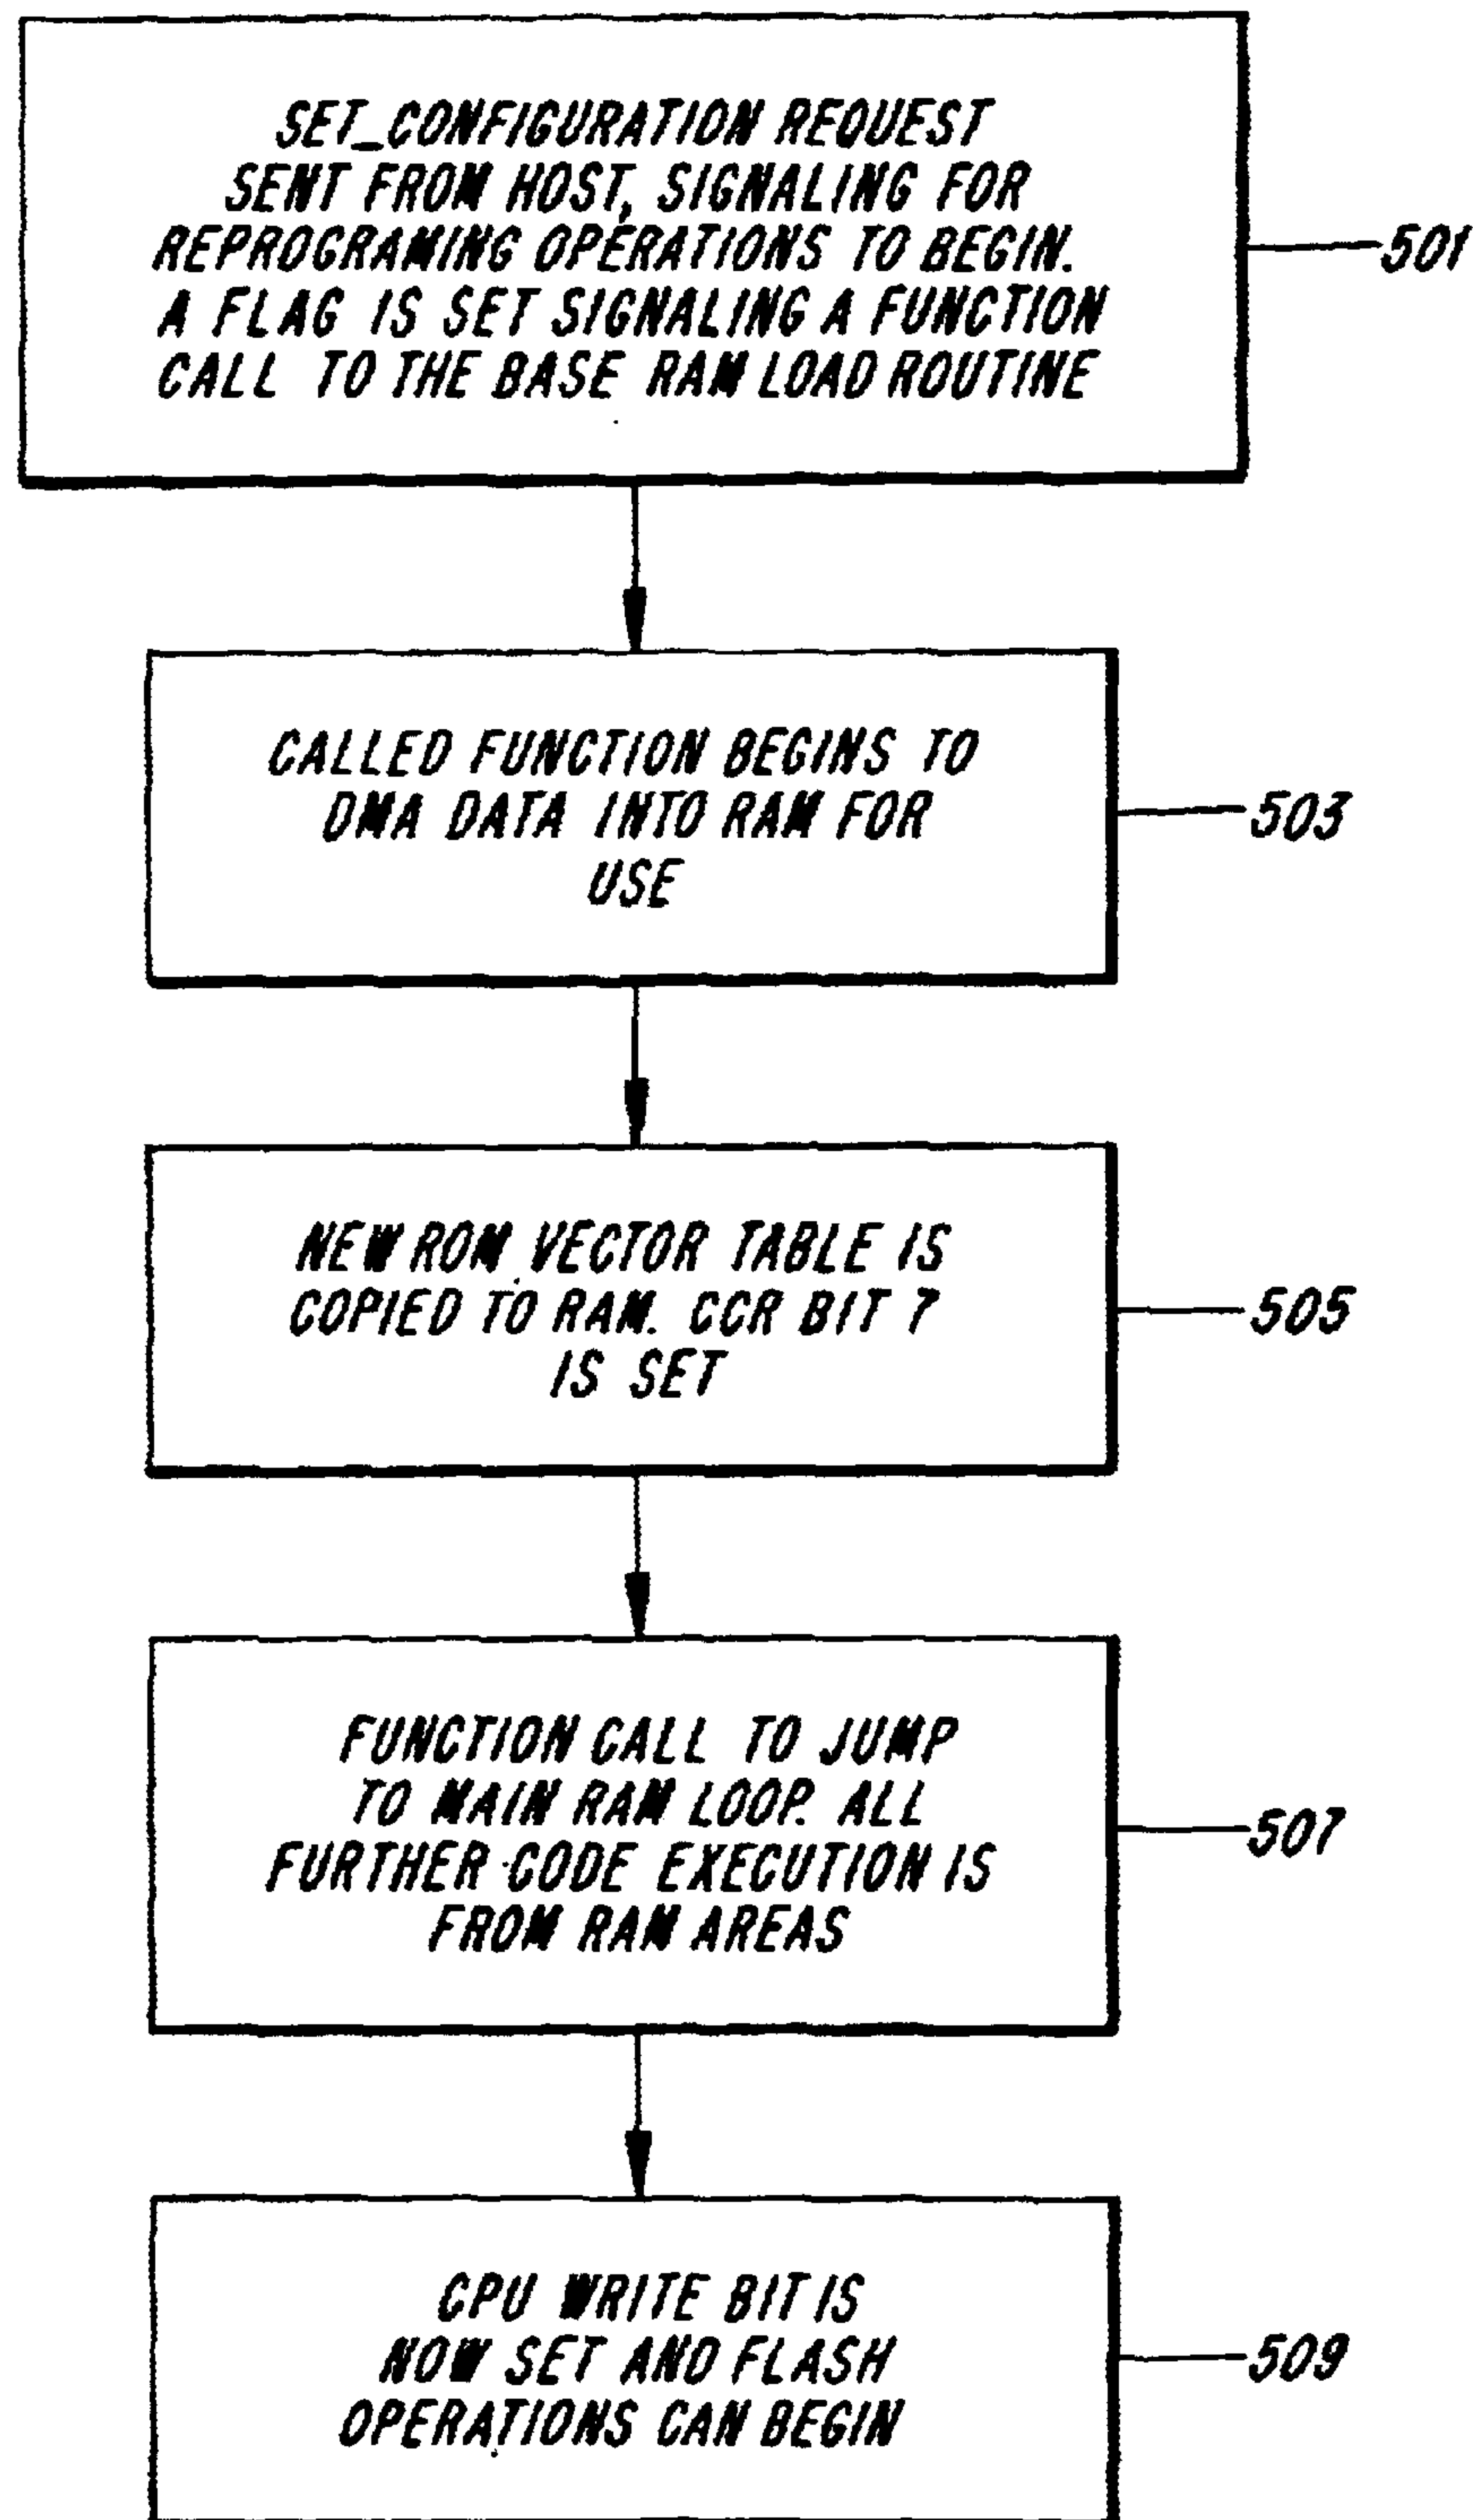 SET_CONFIGURATION REQUEST
SENT FROM HOST, SIGNALING FOR
REPROGRAMING OPERATIONS TO BEGIN.
A FLAG IS SET SIGNALING A FUNCTION
CALL TO THE BASE RAM LOAD ROUTINE
501
CALLED FUNCTION BEGINS TO
DMA DATA INTO RAM FOR
USE
503
NEW ROM VECTOR TABLE IS
COPIED TO RAM. CCR BIT 7
IS SET
505
FUNCTION CALL TO JUMP
TO MAIN RAM LOOP. ALL
FURTHER CODE EXECUTION IS
FROM RAM AREAS
507
CPU WRITE BIT IS
NOW SET AND FLASH
OPERATIONS CAN BEGIN
509